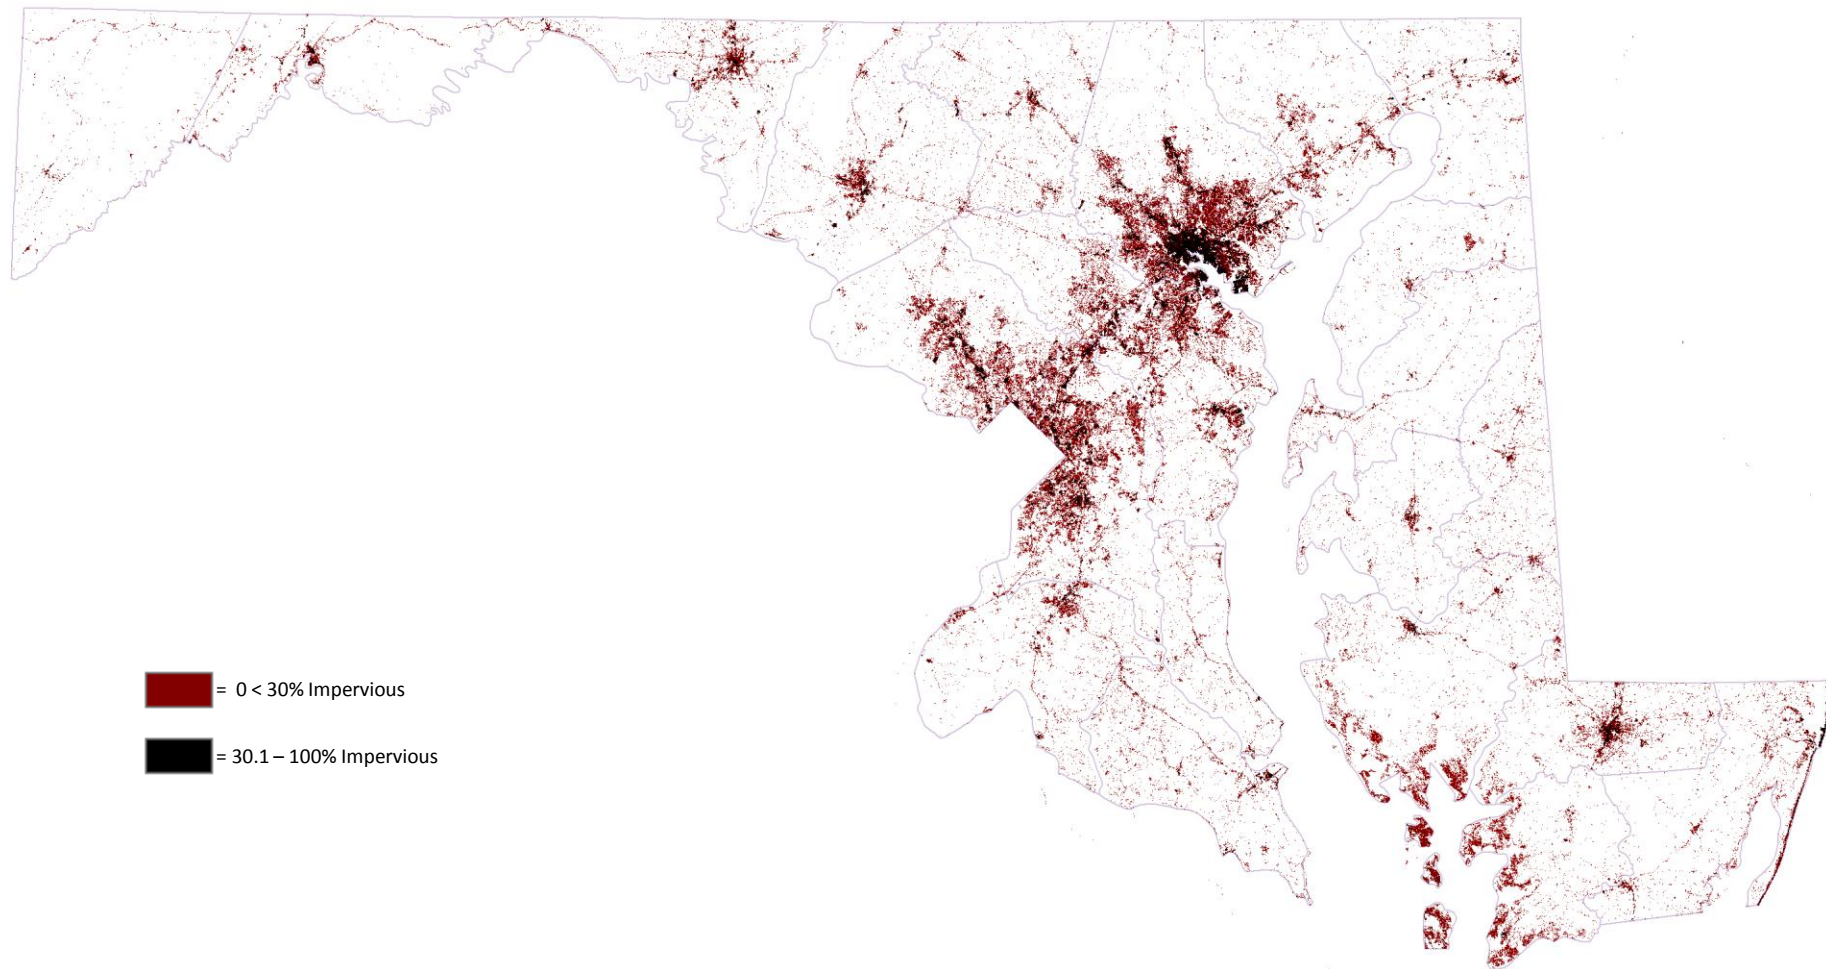 = 0 < 30% Impervious
= 30.1 – 100% Impervious